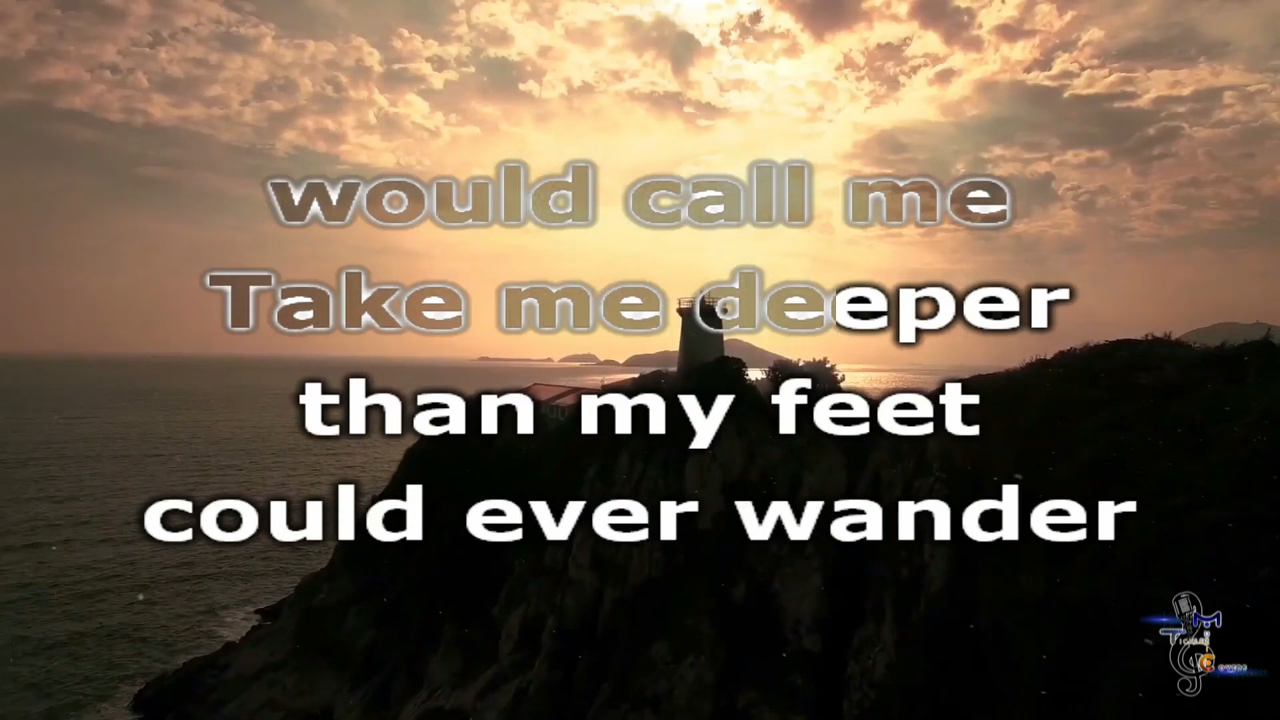 would call me
Take me deeper
than my feet
could ever wander